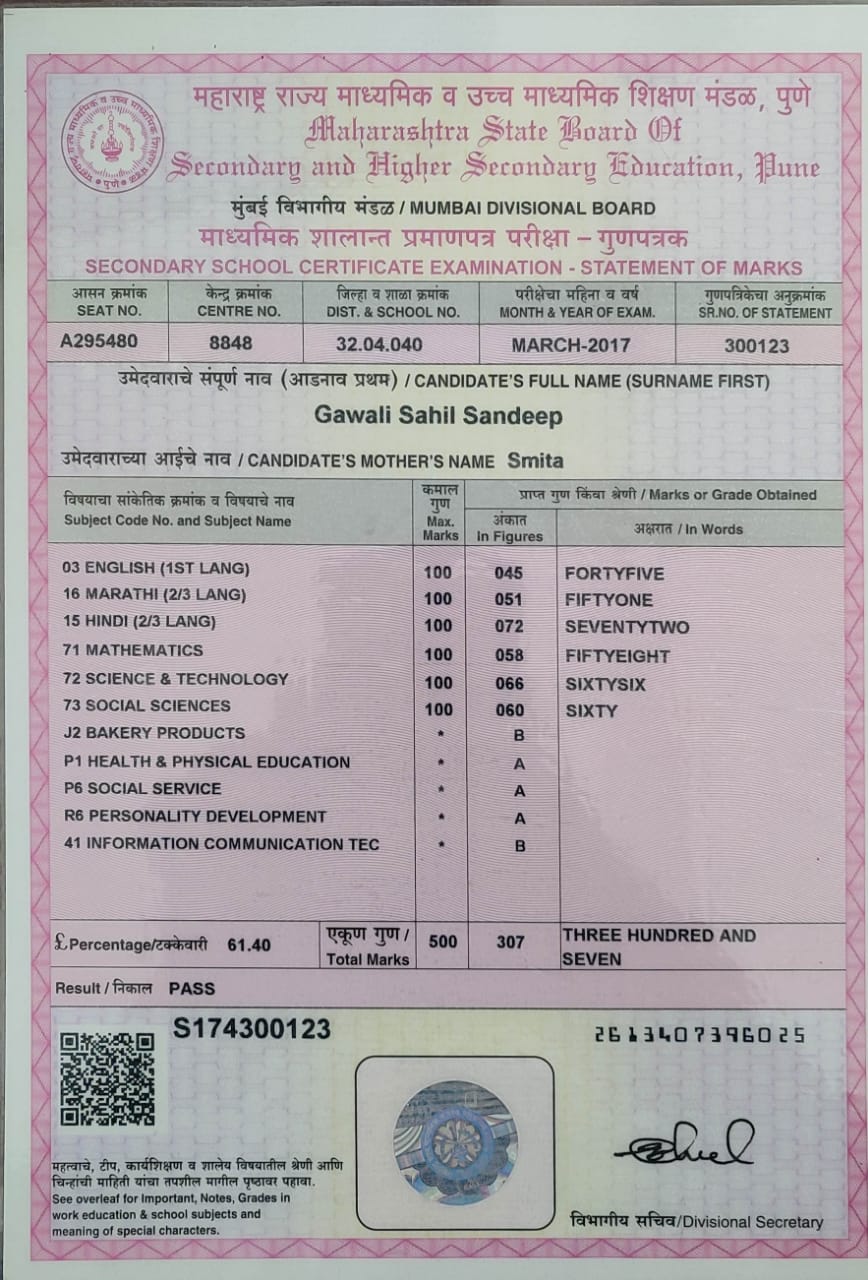 महाराष्ट्र राज्य माध्यमिक व उच्च माध्यमिक शिक्षण मंडळ, पुणे
Maharashtra State Board Of
Secondary and Higher Secondary Education, Pune
मुंबई विभागीय मंडळ / MUMBAI DIVISIONAL BOARD
माध्यमिक शालान्त प्रमाणपत्र परीक्षा – गुणपत्रक
SECONDARY SCHOOL CERTIFICATE EXAMINATION - STATEMENT OF MARKS
आसन क्रमांक केन्द्र क्रमांक जिल्हा व शाळा क्रमांक परीक्षेचा महिना व वर्ष गुणपत्रिकेचा अनुक्रमांक
SEAT NO. CENTRE NO. DIST. & SCHOOL NO. MONTH & YEAR OF EXAM. SR.NO. OF STATEMENT
A295480 8848 32.04.040 MARCH-2017 300123
उमेदवाराचे संपूर्ण नाव (आडनाव प्रथम) / CANDIDATE'S FULL NAME (SURNAME FIRST)
Gawali Sahil Sandeep
उमेदवाराच्या आईचे नाव / CANDIDATE'S MOTHER'S NAME Smita
विषयाचा सांकेतिक क्रमांक व विषयाचे नाव
Subject Code No. and Subject Name
कमाल
गुण
Max.
Marks
प्राप्त गुण किंवा श्रेणी / Marks or Grade Obtained
अंकात
In Figures
अक्षरात / In Words
03 ENGLISH (1ST LANG) 100 045 FORTYFIVE
16 MARATHI (2/3 LANG) 100 051 FIFTYONE
15 HINDI (2/3 LANG) 100 072 SEVENTYTWO
71 MATHEMATICS 100 058 FIFTYEIGHT
72 SCIENCE & TECHNOLOGY 100 066 SIXTYSIX
73 SOCIAL SCIENCES 100 060 SIXTY
J2 BAKERY PRODUCTS * B
P1 HEALTH & PHYSICAL EDUCATION * A
P6 SOCIAL SERVICE * A
R6 PERSONALITY DEVELOPMENT * A
41 INFORMATION COMMUNICATION TEC * B
£ Percentage/टक्केवारी 61.40
एकूण गुण /
Total Marks
500 307
THREE HUNDRED AND
SEVEN
Result / निकाल PASS
S174300123
2613407396025
महत्वाचे, टीप, कार्यशिक्षण व शालेय विषयातील श्रेणी आणि
चिन्हांची माहिती यांचा तपशील मागील पृष्ठावर पहावा.
See overleaf for Important, Notes, Grades in
work education & school subjects and
meaning of special characters.
विभागीय सचिव/Divisional Secretary